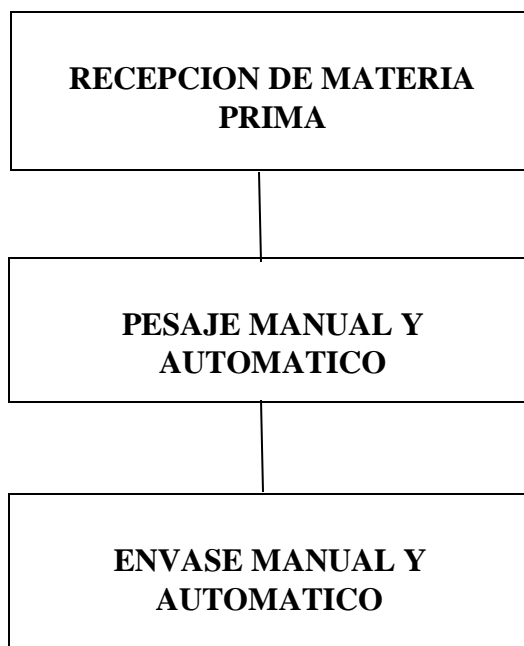 RECEPCION DE MATERIA
PRIMA
PESAJE MANUAL Y
AUTOMATICO
ENVASE MANUAL Y
AUTOMATICO